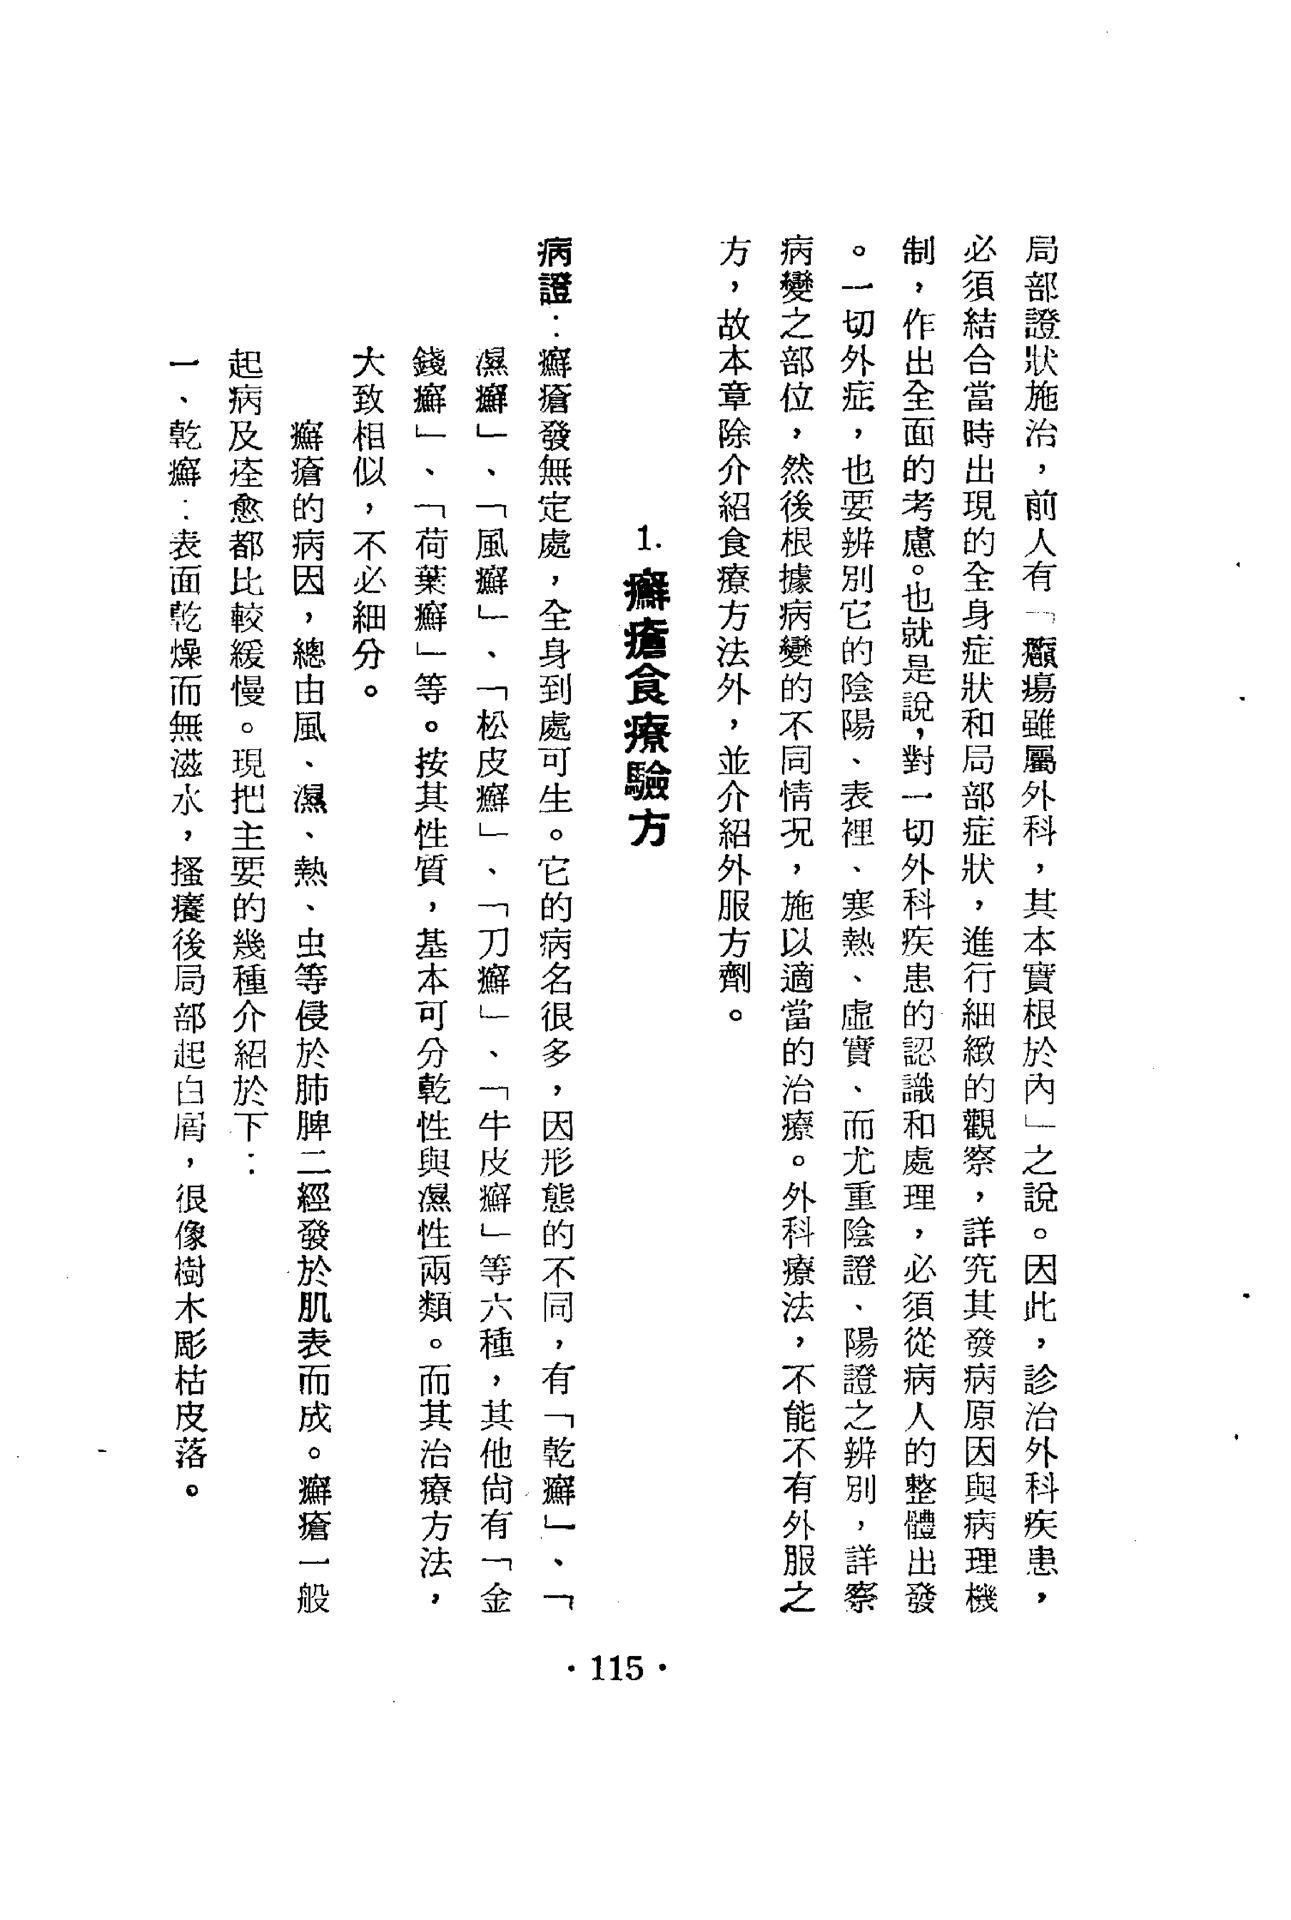 局部證狀施治，前人有「癰瘍雖屬外科，其本實根於內」之說。因此，診治外科疾患，
必須結合當時出現的全身症狀和局部症狀，進行細緻的觀察，詳究其發病原因與病理機
制，作出全面的考慮。也就是說，對一切外科疾患的認識和處理，必須從病人的整體出發
。一切外症，也要辨別它的陰陽、表裡、寒熱、虛實、而尤重陰證、陽證之辨別，詳察
病變之部位，然後根據病變的不同情況，施以適當的治療。外科療法，不能不有外服之
方，故本章除介紹食療方法外，並介紹外服方劑。
1. 癬瘡食療驗方
病證：癬瘡發無定處，全身到處可生。它的病名很多，因形態的不同，有「乾癬」、「
濕癬」、「風癬」、「松皮癬」、「刀癬」、「牛皮癬」等六種，其他尚有「金
錢癬」、「荷葉癬」等。按其性質，基本可分乾性與濕性兩類。而其治療方法，
大致相似，不必細分。
癬瘡的病因，總由風、濕、熱、虫等侵於肺脾二經發於肌表而成。癬瘡一般
起病及痊愈都比較緩慢。現把主要的幾種介紹於下：
一、乾癬：表面乾燥而無滋水，搔癢後局部起白屑，很像樹木彫枯皮落。
· 115 ·